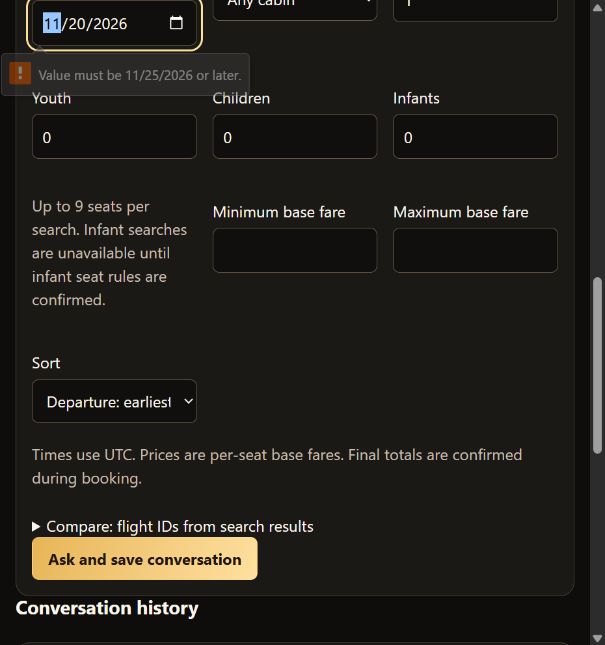 Any cabin
1
11/20/2026
Value must be 11/25/2026 or later.
Youth
Children
Infants
0
0
0
Up to 9 seats per
search. Infant searches
are unavailable until
infant seat rules are
confirmed.
Minimum base fare
Maximum base fare
Sort
Departure: earliest
Times use UTC. Prices are per-seat base fares. Final totals are confirmed
during booking.
Compare: flight IDs from search results
Ask and save conversation
Conversation history